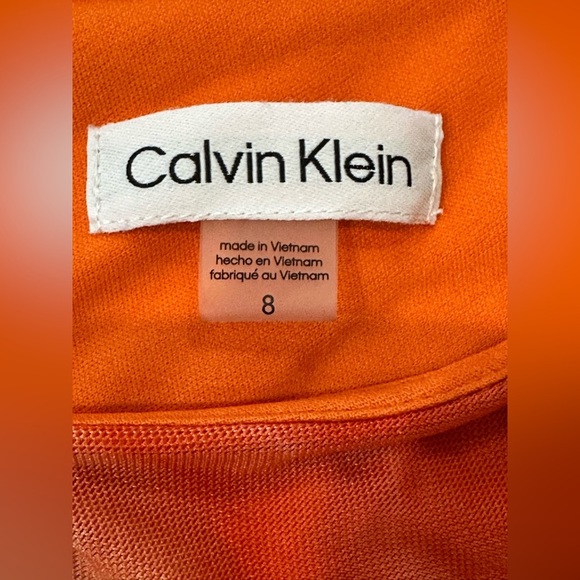 Calvin Klein
made in Vietnam
hecho en Vietnam
fabriqué au Vietnam
8